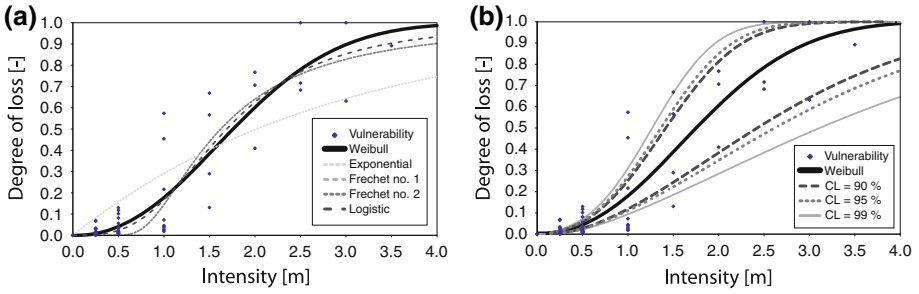 (a)
Degree of loss [-]
1.0
0.9
0.8
0.7
0.6
0.5
0.4
0.3
0.2
0.1
0.0
0.0 0.5 1.0 1.5 2.0 2.5 3.0 3.5 4.0
Intensity [m]
Vulnerability
Weibull
Exponential
Frechet no. 1
Frechet no. 2
Logistic
(b)
Degree of loss [-]
1.0
0.9
0.8
0.7
0.6
0.5
0.4
0.3
0.2
0.1
0.0
0.0 0.5 1.0 1.5 2.0 2.5 3.0 3.5 4.0
Intensity [m]
Vulnerability
Weibull
CL = 90 %
CL = 95 %
CL = 99 %